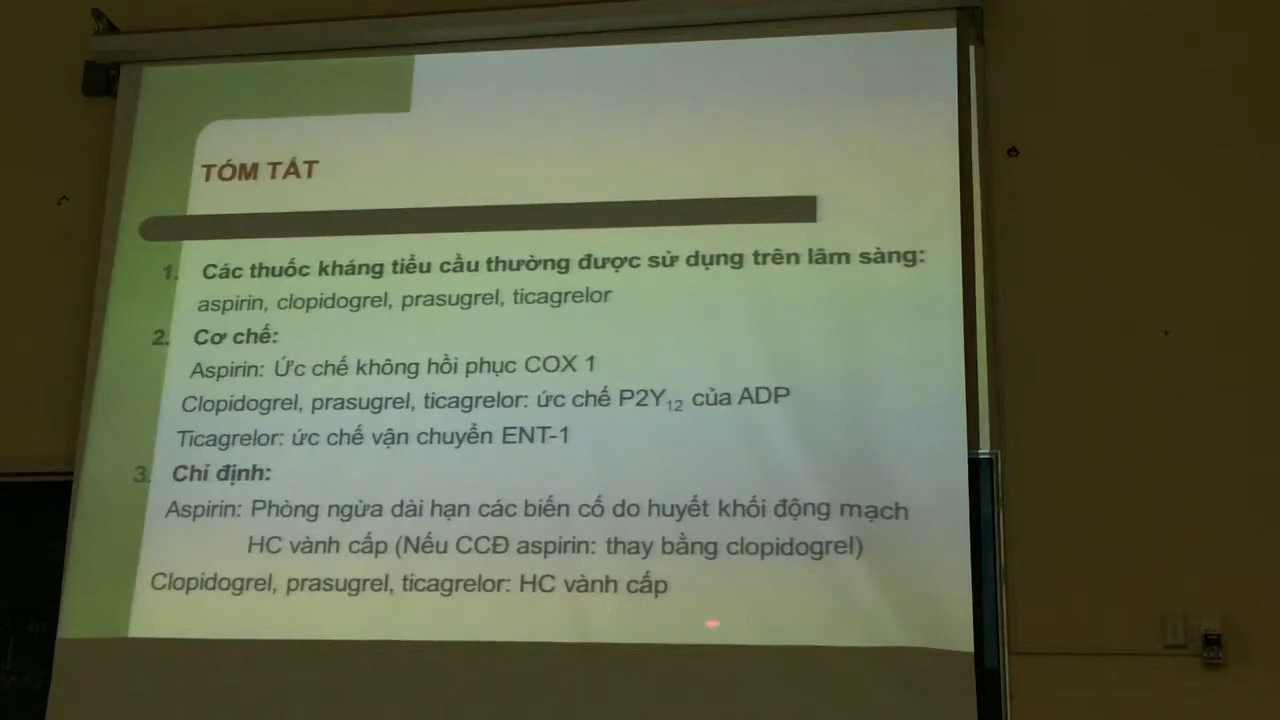 TÓM TẮT
1. Các thuốc kháng tiểu cầu thường được sử dụng trên lâm sàng:
aspirin, clopidogrel, prasugrel, ticagrelor
2. Cơ chế:
Aspirin: Ức chế không hồi phục COX 1
Clopidogrel, prasugrel, ticagrelor: ức chế P2Y12 của ADP
Ticagrelor: ức chế vận chuyển ENT-1
3. Chỉ định:
Aspirin: Phòng ngừa dài hạn các biến cố do huyết khối động mạch
HC vành cấp (Nếu CCĐ aspirin: thay bằng clopidogrel)
Clopidogrel, prasugrel, ticagrelor: HC vành cấp